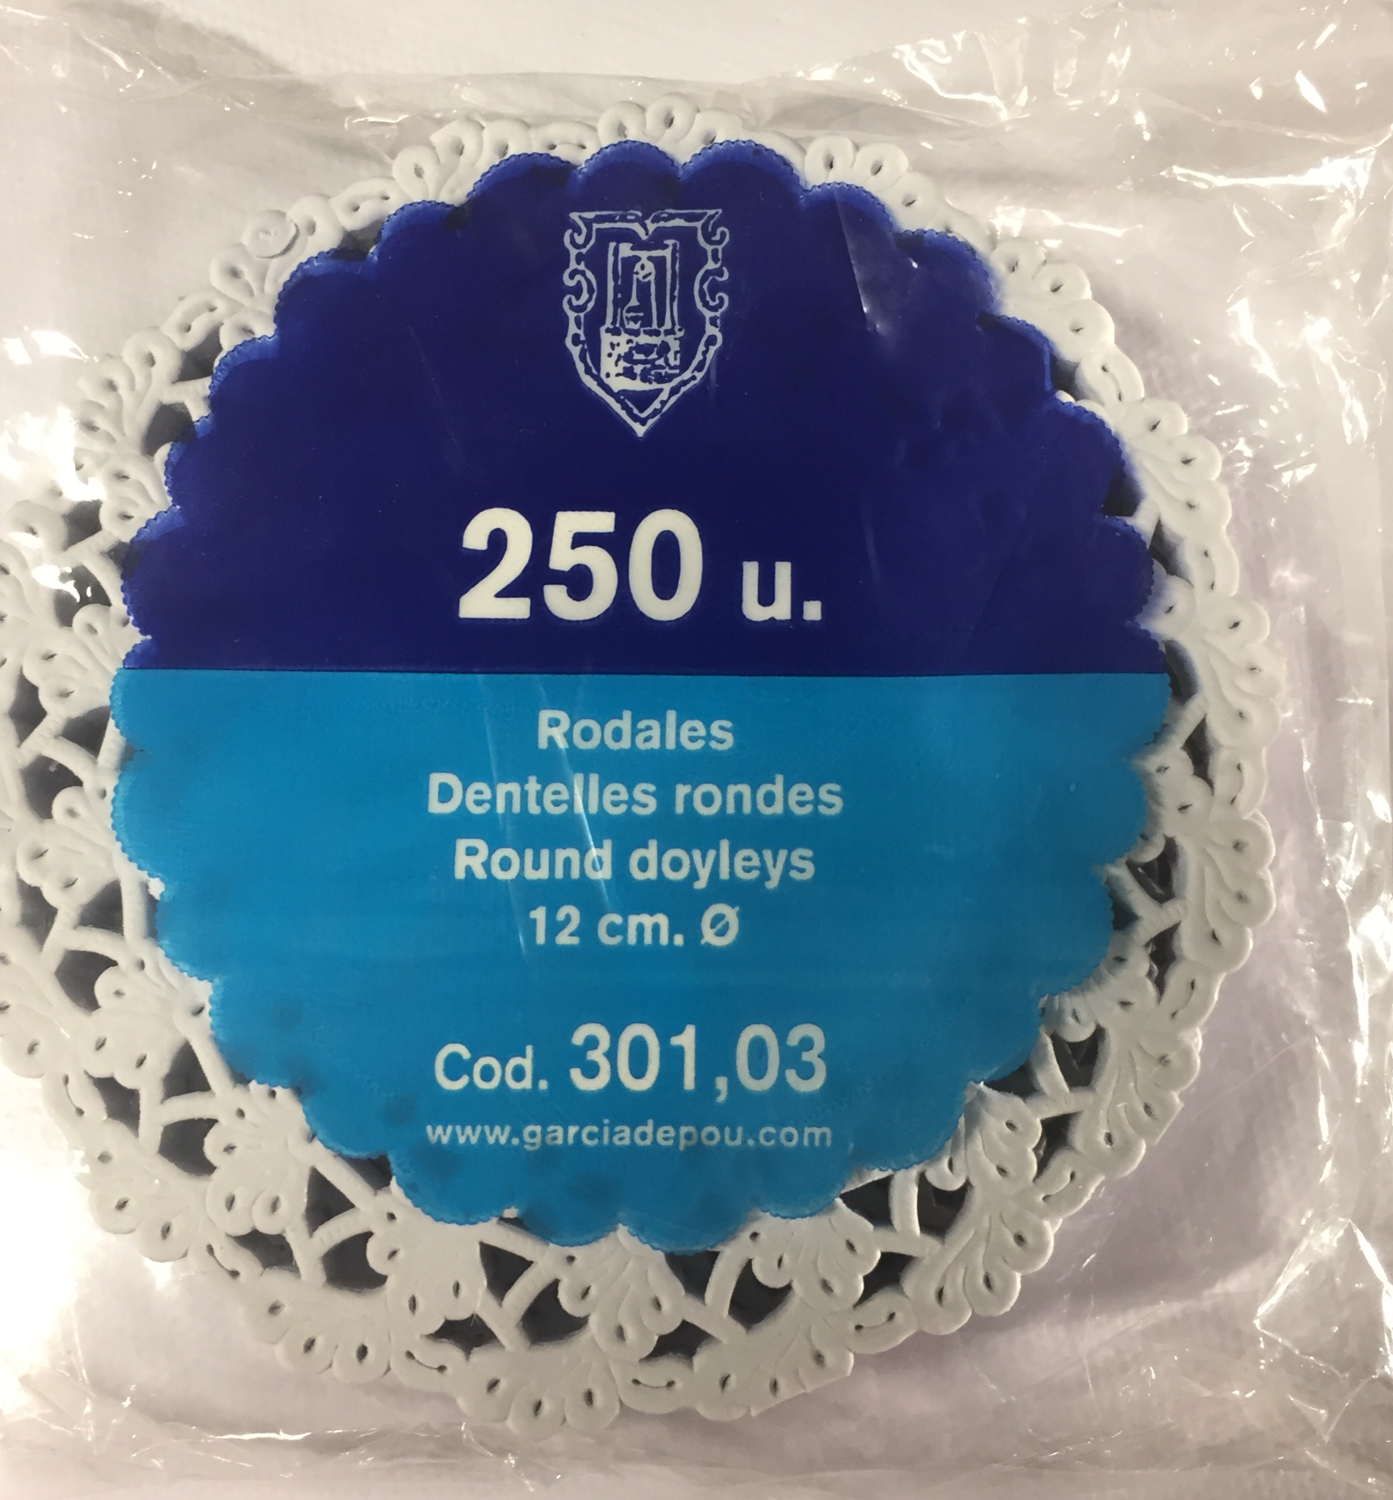 250 u.
Rodales
Dentelles rondes
Round doyleys
12 cm. Ø
Cod. 301,03
www.garciadepou.com